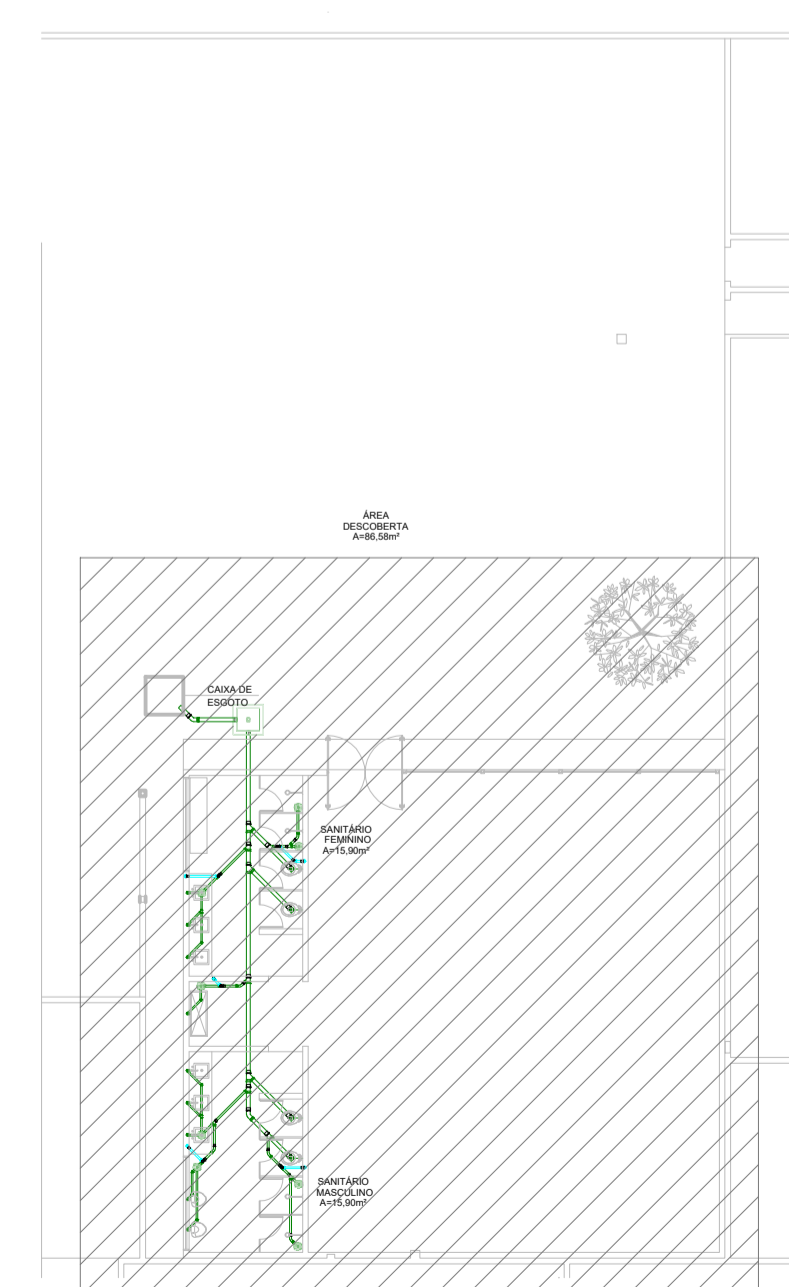 ÁREA
DESCOBERTA
A=86,58m²
CAIXA DE
ESGOTO
SANITÁRIO
FEMININO
A=15,90m²
SANITÁRIO
MASCULINO
A=15,90m²